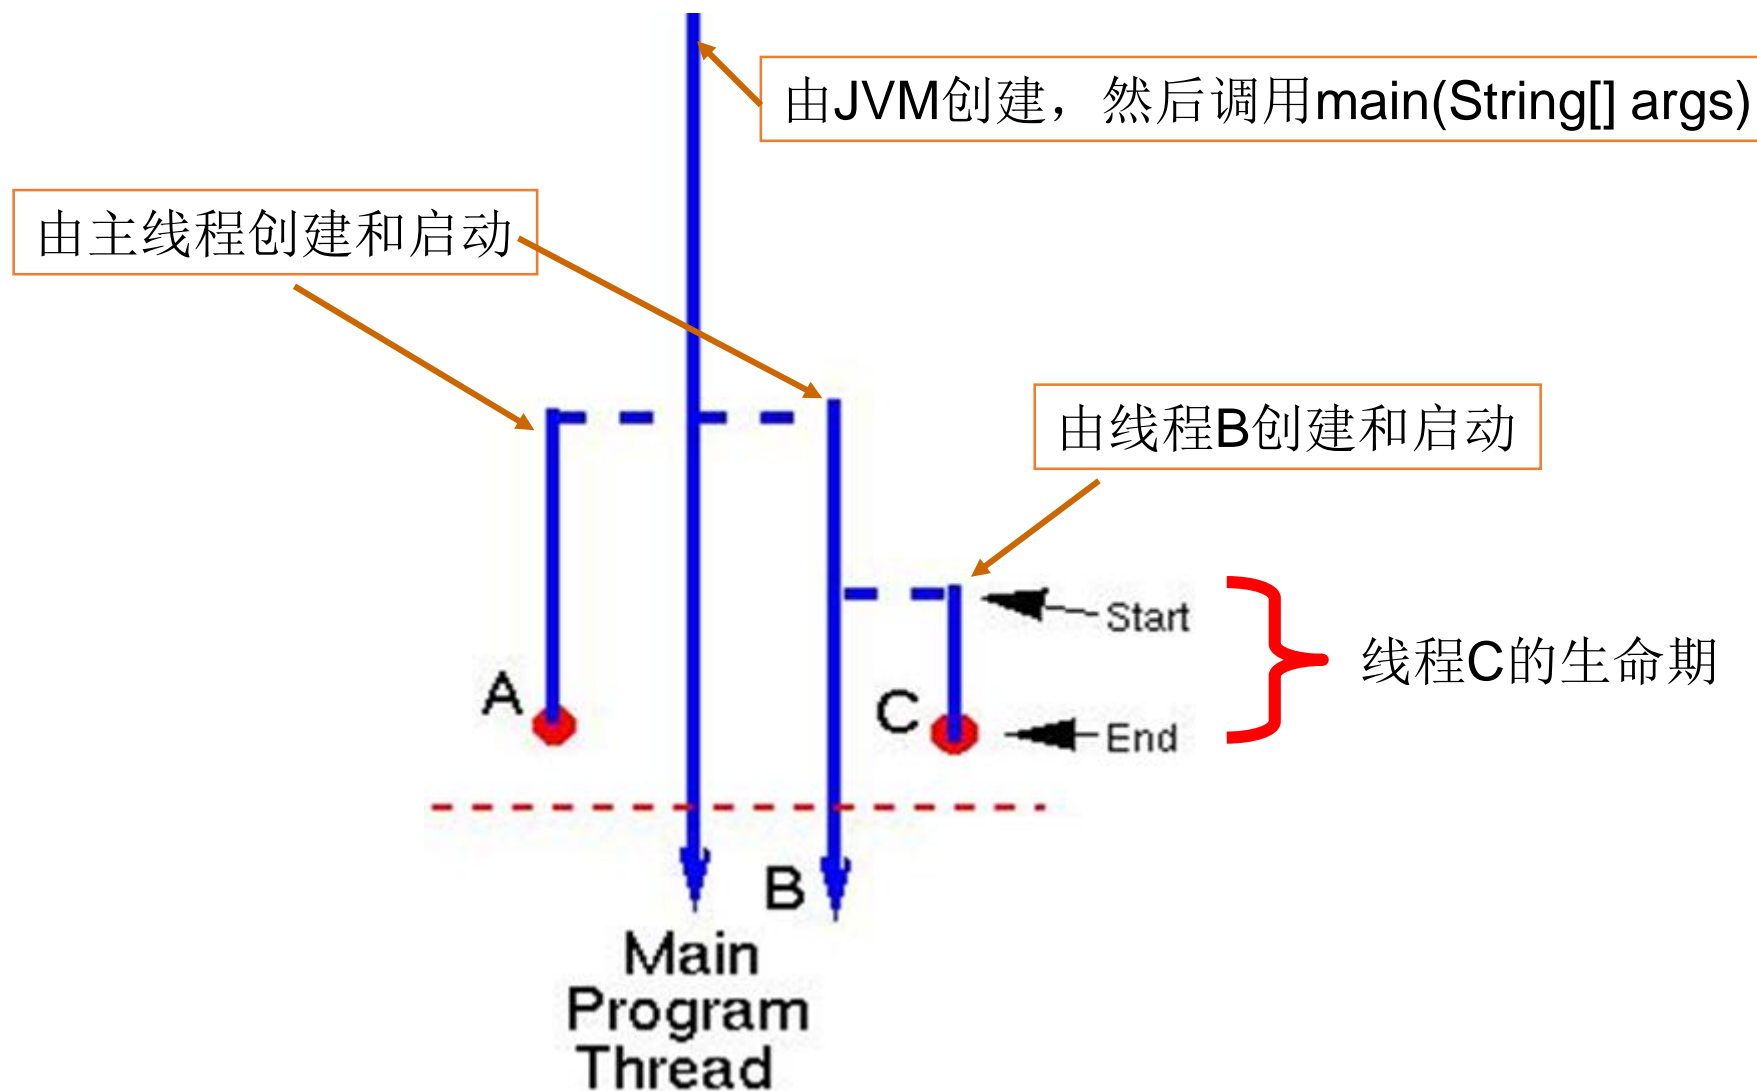 由JVM创建，然后调用main(String[] args)
由主线程创建和启动
由线程B创建和启动
Start
线程C的生命期
A
C
End
B
Main
Program
Thread